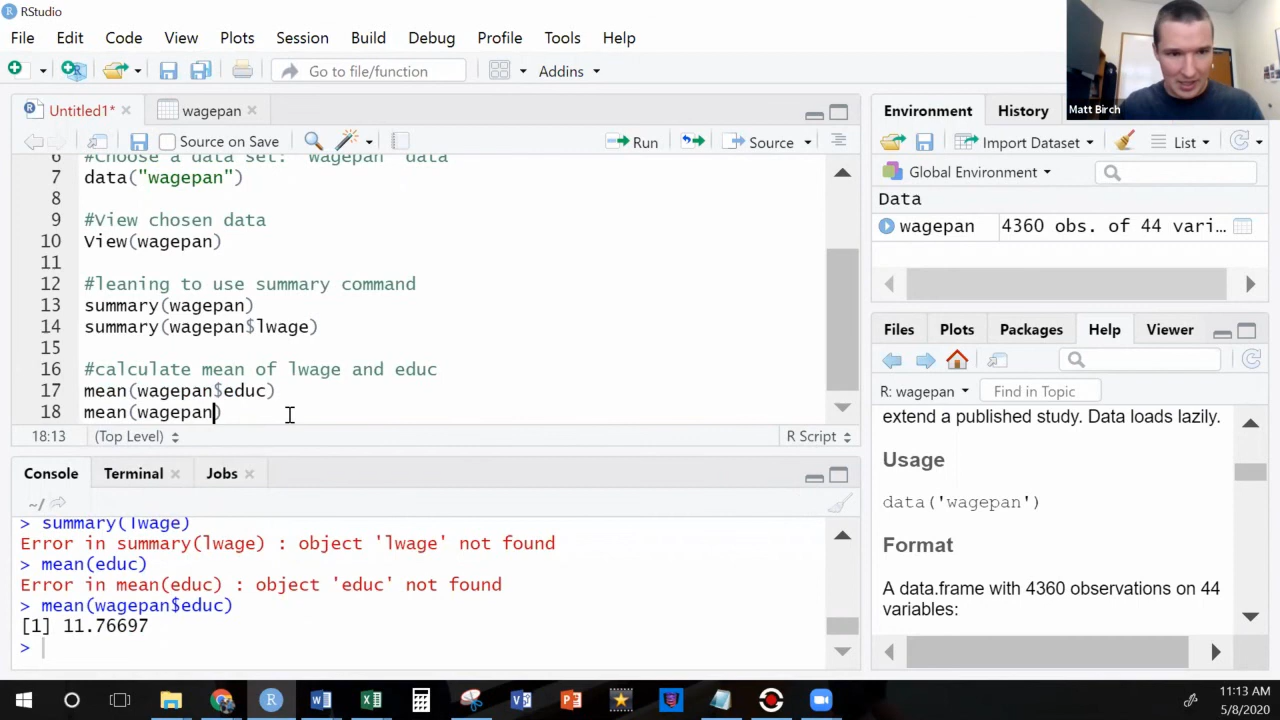 RStudio
File Edit Code View Plots Session Build Debug Profile Tools Help
Go to file/function Addins
Matt Birch
Untitled1* wagepan
Source on Save Run Source
6 #Choose a data set: "wagepan" data
7 data("wagepan")
8
9 #View chosen data
10 View(wagepan)
11
12 #leaning to use summary command
13 summary(wagepan)
14 summary(wagepan$lwage)
15
16 #calculate mean of lwage and educ
17 mean(wagepan$educ)
18 mean(wagepan)
18:13 (Top Level) R Script
Console Terminal Jobs
~/
> summary(lwage)
Error in summary(lwage) : object 'lwage' not found
> mean(educ)
Error in mean(educ) : object 'educ' not found
> mean(wagepan$educ)
[1] 11.76697
>
Environment History
Import Dataset List
Global Environment
Data
wagepan 4360 obs. of 44 vari…
Files Plots Packages Help Viewer
R: wagepan Find in Topic
extend a published study. Data loads lazily.
Usage
data('wagepan')
Format
A data.frame with 4360 observations on 44
variables:
11:13 AM
5/8/2020